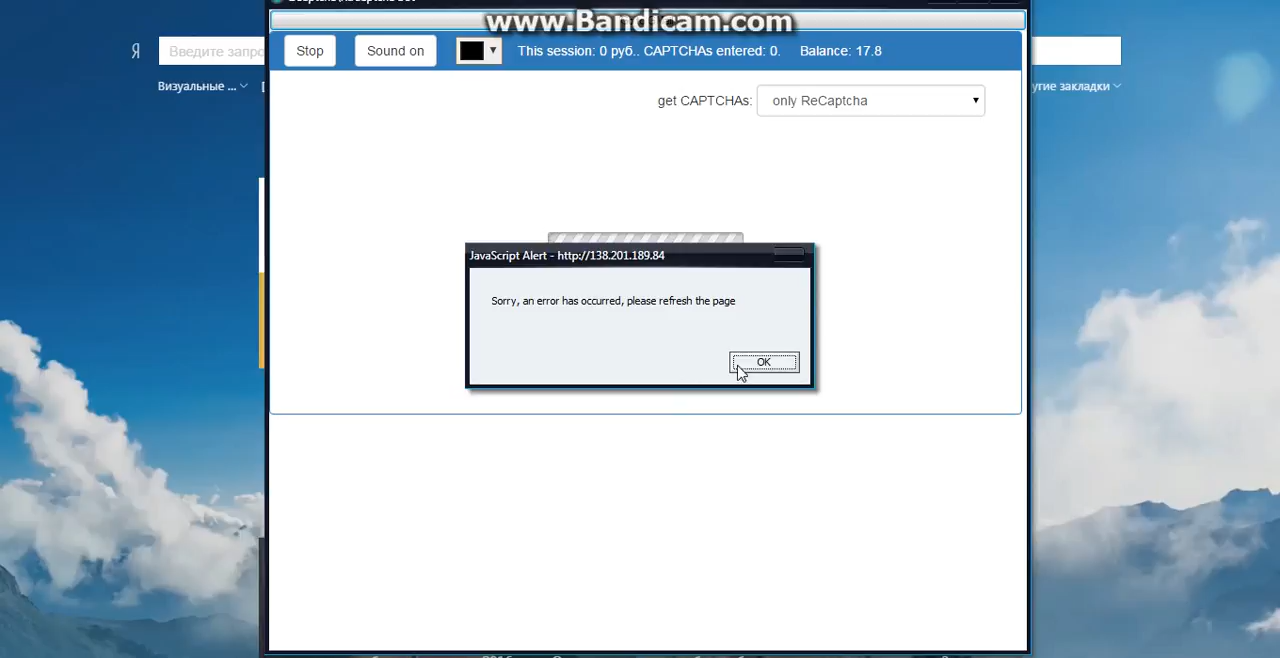 www.Bandicam.com
Я
Введите запро
Stop
Sound on
This session: 0 руб.. CAPTCHAs entered: 0.
Balance: 17.8
Визуальные ...
закладки
get CAPTCHAs:
only ReCaptcha
JavaScript Alert - http://138.201.189.84
Sorry, an error has occurred, please refresh the page
OK